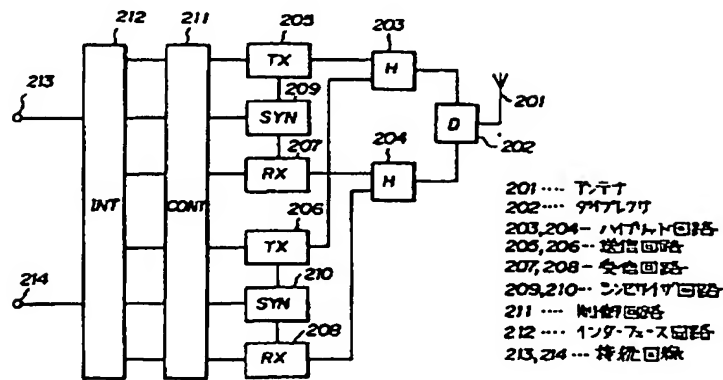 212 211 205 203
TX
H
213
209
201
SYN
204
D
207
202
RX
H
INT CONT 206
TX
210
214
SYN
208
RX
201 ‥‥ アンテナ
202 ‥‥ ダイプレクサ
203,204 ‥ ハイブリッド回路
205,206 ‥ 送信回路
207,208 ‥ 受信回路
209,210 ‥ シンセサイザ回路
211 ‥‥ 制御回路
212 ‥‥ インターフェース回路
213,214 ‥ 接続回線